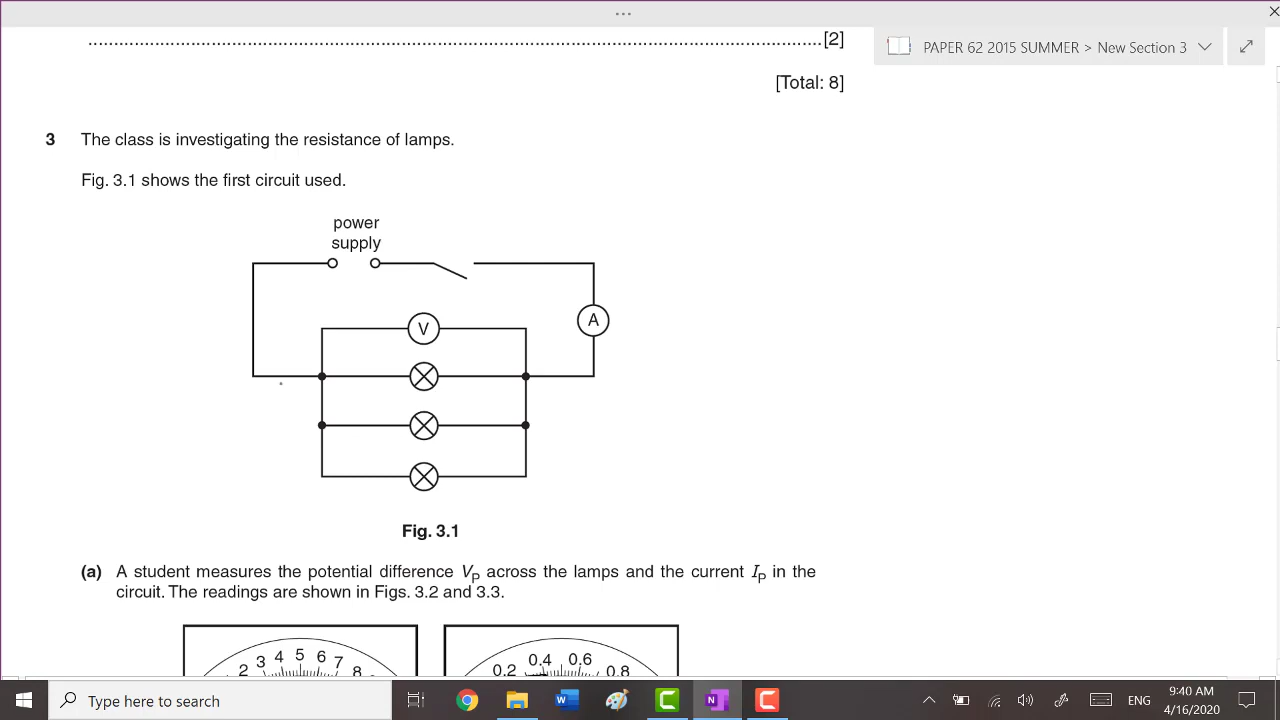 ...
[2]
PAPER 62 2015 SUMMER > New Section 3
[Total: 8]
3 The class is investigating the resistance of lamps.
Fig. 3.1 shows the first circuit used.
power
supply
V
A
Fig. 3.1
(a) A student measures the potential difference VP across the lamps and the current IP in the
circuit. The readings are shown in Figs. 3.2 and 3.3.
2 3 4 5 6 7 8
0.2 0.4 0.6 0.8
Type here to search
ENG
9:40 AM
4/16/2020